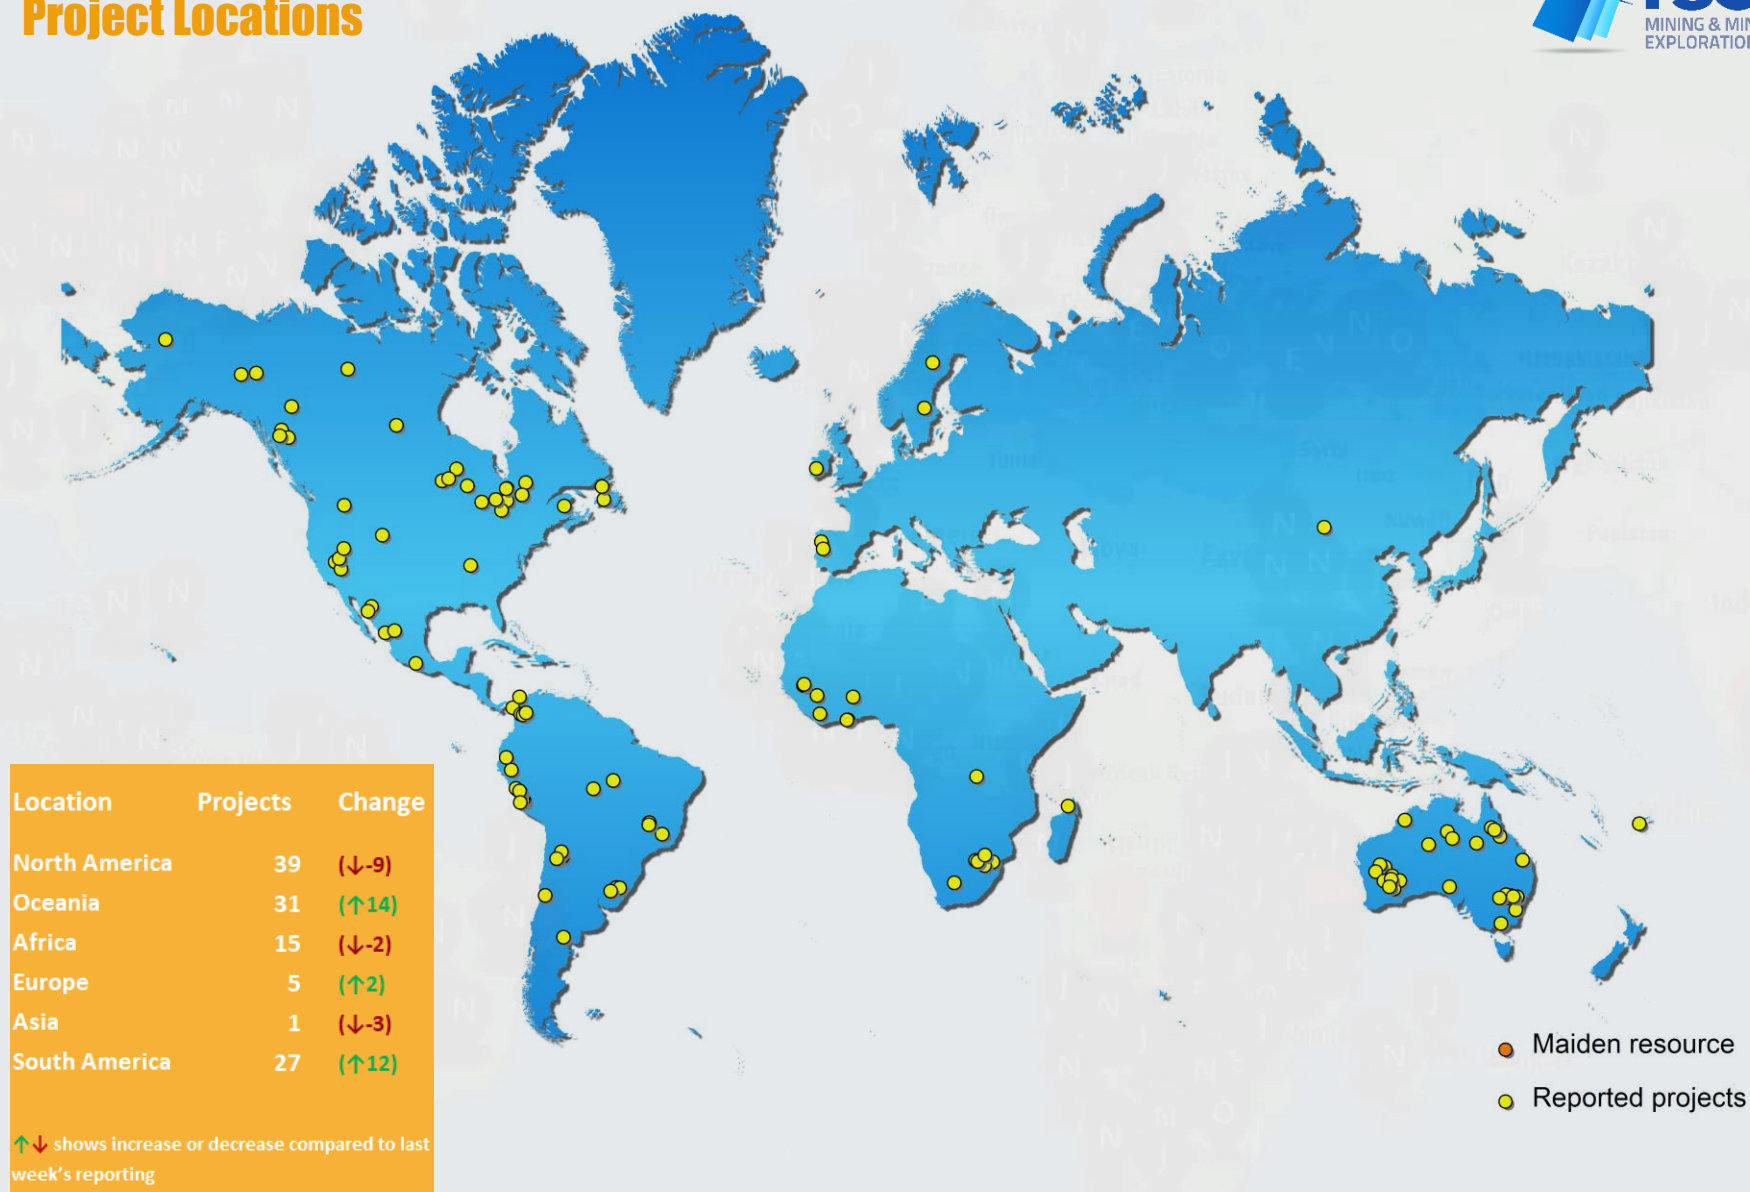 Project Locations
MINING &
Location Projects Change
North America 39 (↓-9)
Oceania 31 (↑14)
Africa 15 (↓-2)
Europe 5 (↑2)
Asia 1 (↓-3)
South America 27 (↑12)
↑↓ shows increase or decrease compared to last
week's reporting
Maiden resource
Reported projects